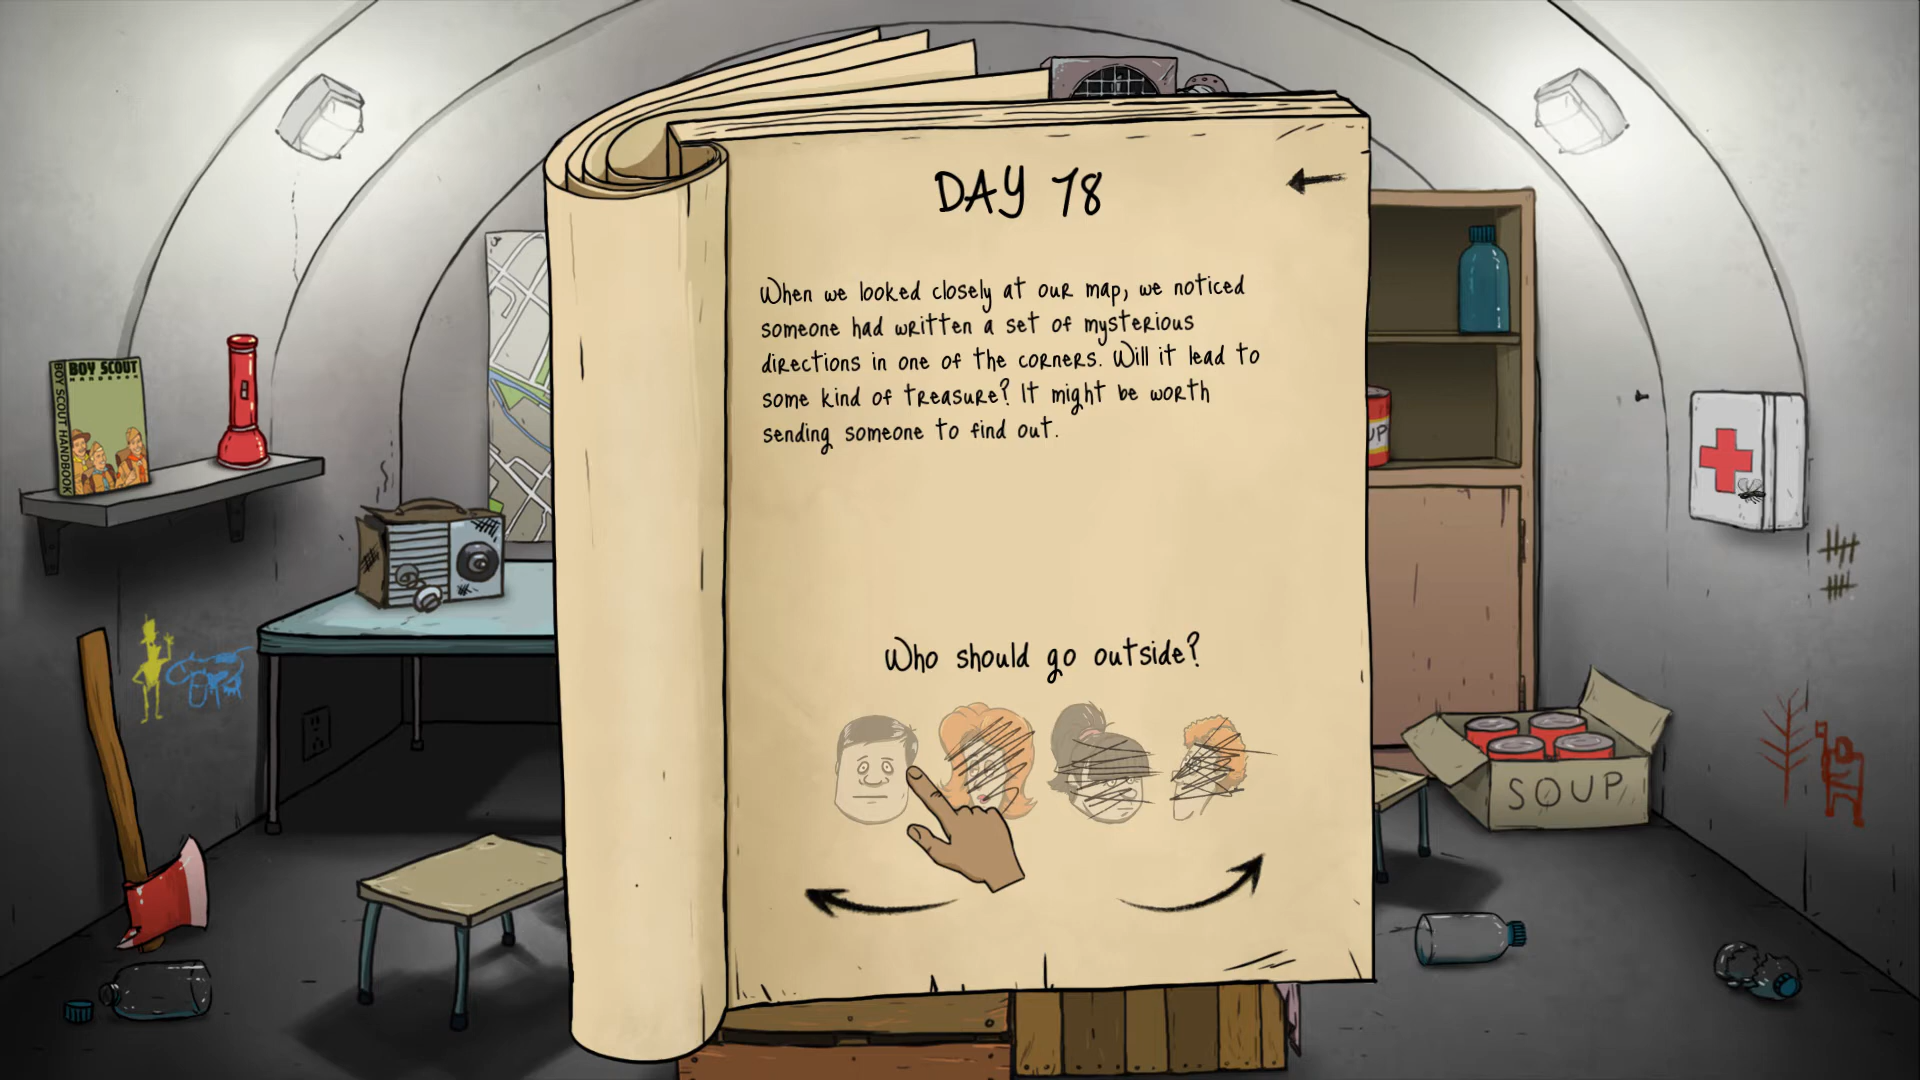 DAY 78
When we looked closely at our map, we noticed
someone had written a set of mysterious
directions in one of the corners. Will it lead to
some kind of treasure? It might be worth
sending someone to find out.
Who should go outside?
BOY SCOUT
HANDBOOK
BOY SCOUT HANDBOOK
UP
SOUP